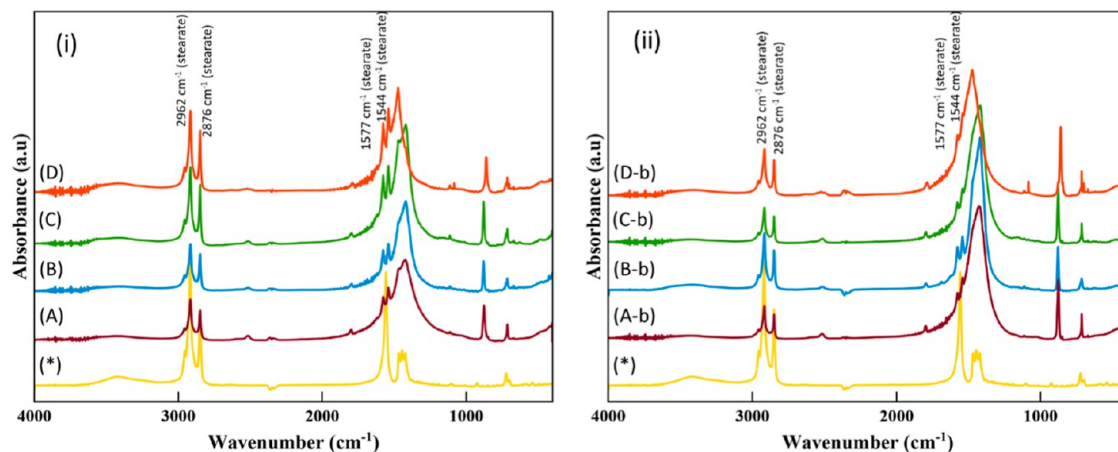 (i)
2962 cm-1 (stearate)
2876 cm-1 (stearate)
1577 cm-1 (stearate)
1544 cm-1 (stearate)
Absorbance (a.u)
(D)
(C)
(B)
(A)
(*)
4000 3000 2000 1000
Wavenumber (cm-1)
(ii)
2962 cm-1 (stearate)
2876 cm-1 (stearate)
1577 cm-1 (stearate)
1544 cm-1 (stearate)
Absorbance (a.u)
(D-b)
(C-b)
(B-b)
(A-b)
(*)
4000 3000 2000 1000
Wavenumber (cm-1)